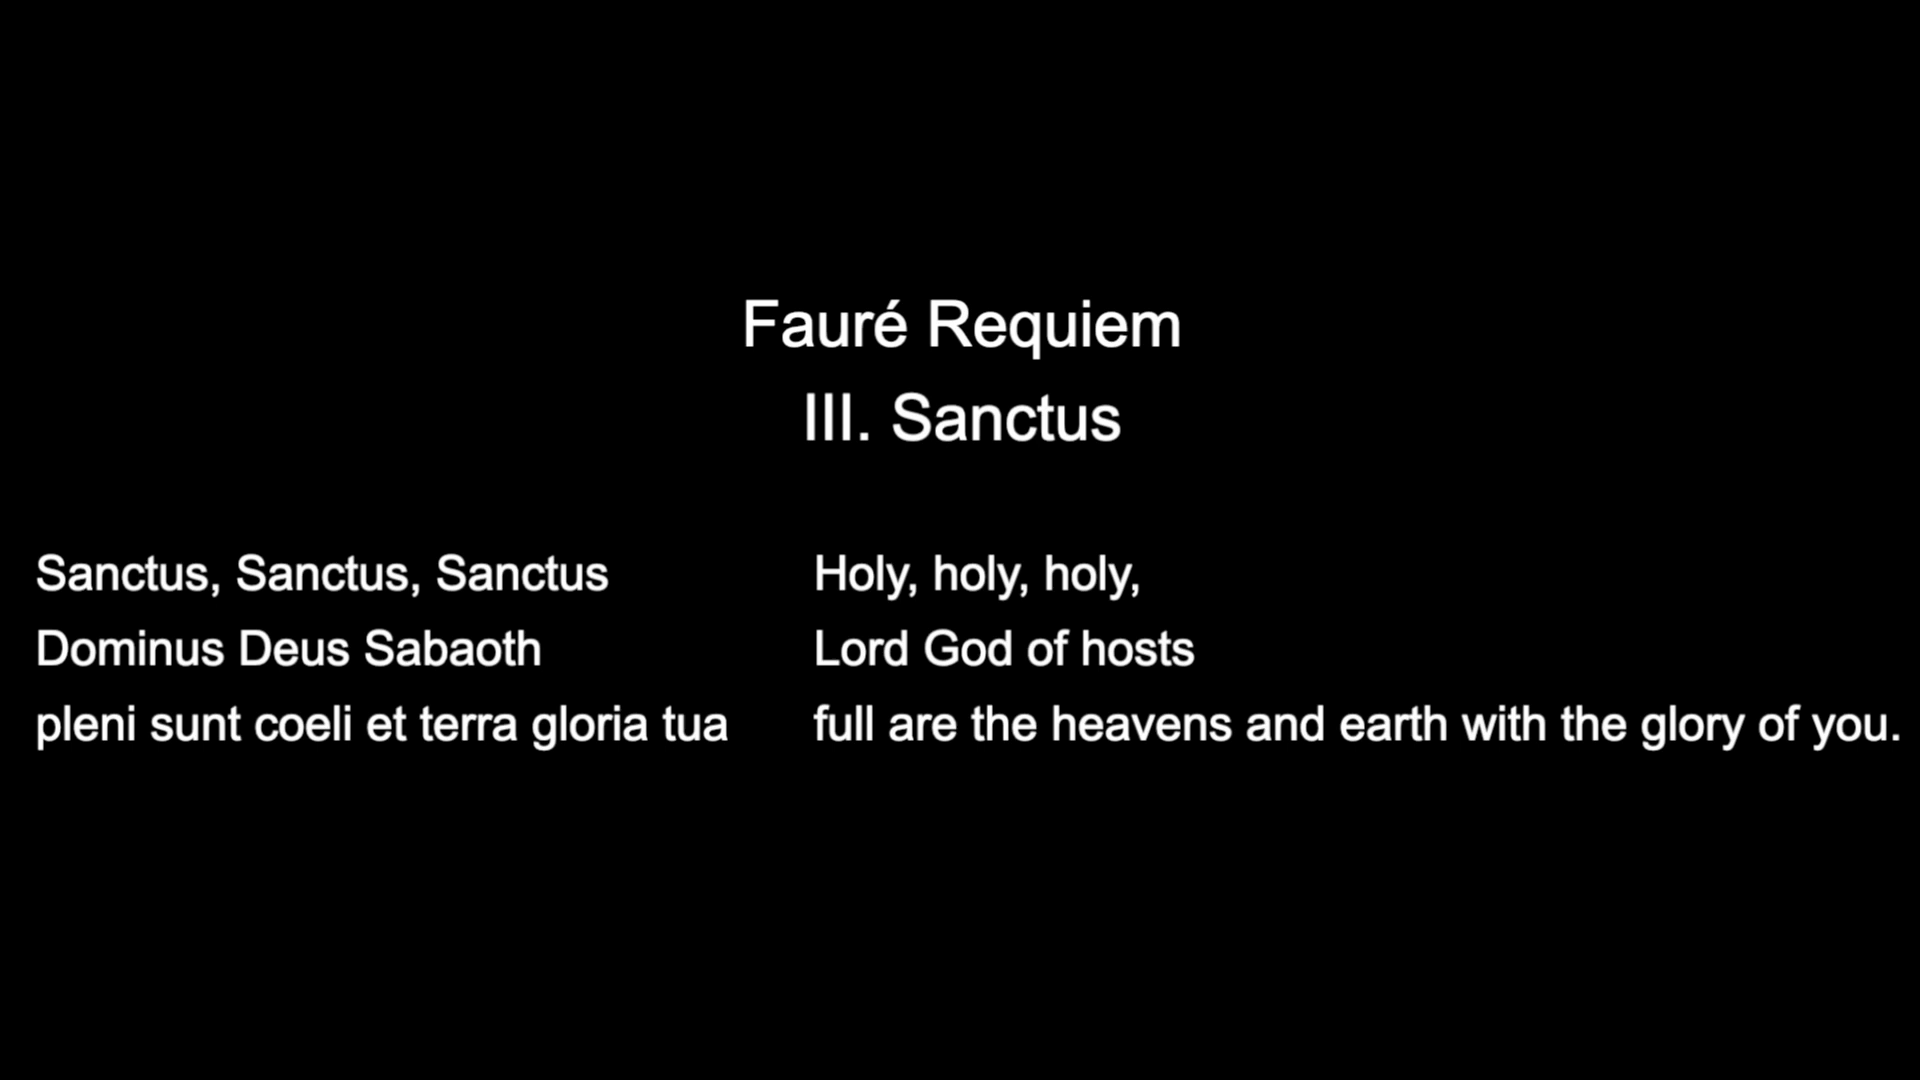 Fauré Requiem
III. Sanctus
Sanctus, Sanctus, Sanctus
Dominus Deus Sabaoth
pleni sunt coeli et terra gloria tua
Holy, holy, holy,
Lord God of hosts
full are the heavens and earth with the glory of you.